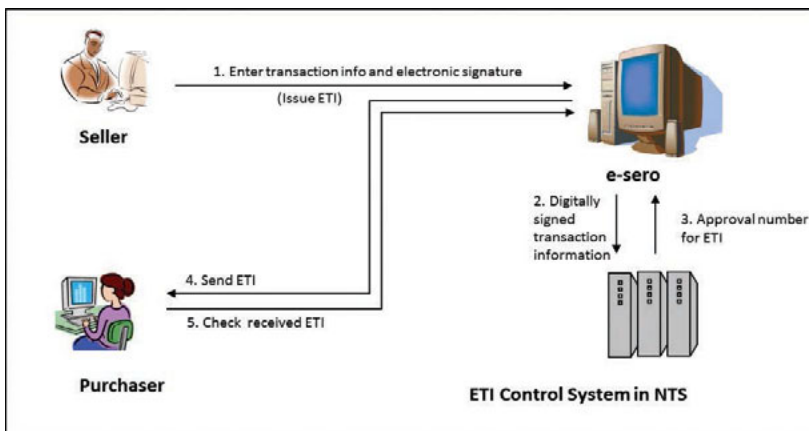 1. Enter transaction info and electronic signature
(Issue ETI)
Seller
e-sero
2. Digitally
signed
transaction
information
3. Approval number
for ETI
4. Send ETI
5. Check received ETI
Purchaser
ETI Control System in NTS